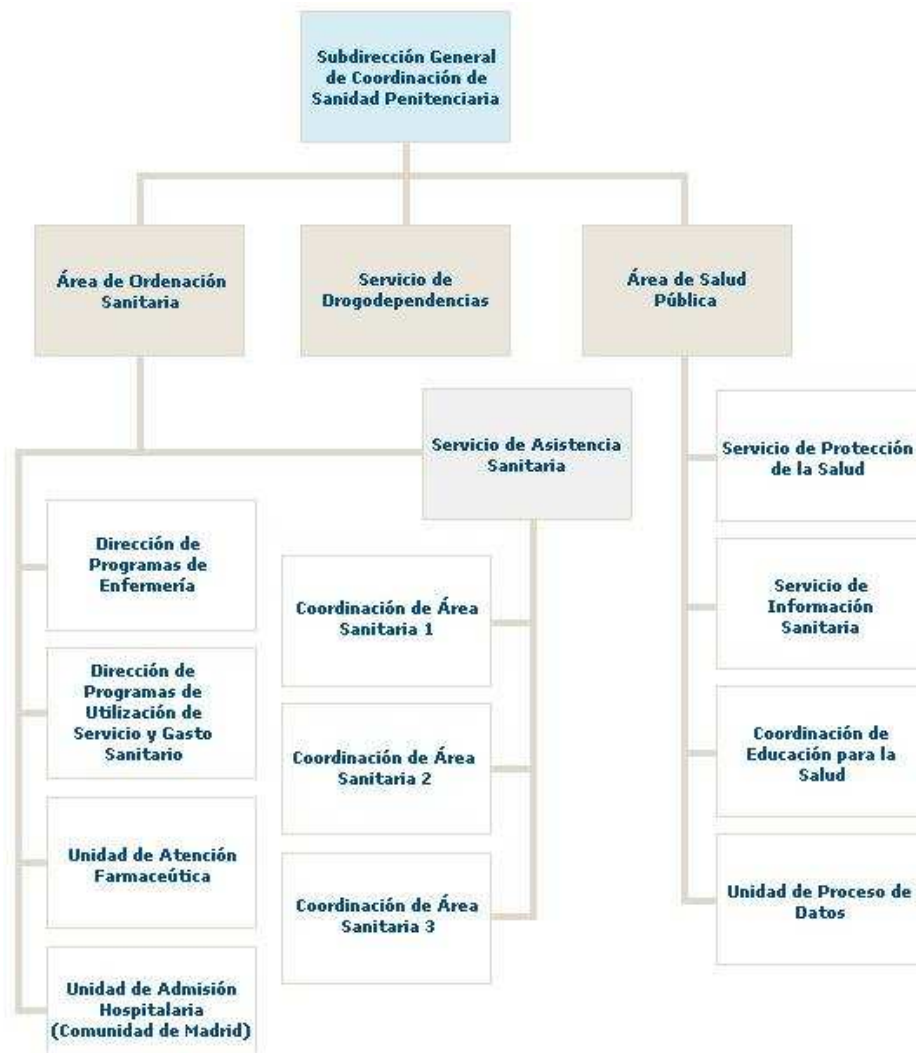 Subdirección General
de Coordinación de
Sanidad Penitenciaria
Área de Ordenación
Sanitaria
Servicio de
Drogodependencias
Área de Salud
Pública
Servicio de Asistencia
Sanitaria
Servicio de Protección
de la Salud
Dirección de
Programas de
Enfermería
Coordinación de Área
Sanitaria 1
Servicio de
Información
Sanitaria
Dirección de
Programas de
Utilización de
Servicio y Gasto
Sanitario
Coordinación de Área
Sanitaria 2
Coordinación de
Educación para la
Salud
Unidad de Atención
Farmaceútica
Coordinación de Área
Sanitaria 3
Unidad de Proceso de
Datos
Unidad de Admisión
Hospitalaria
(Comunidad de Madrid)